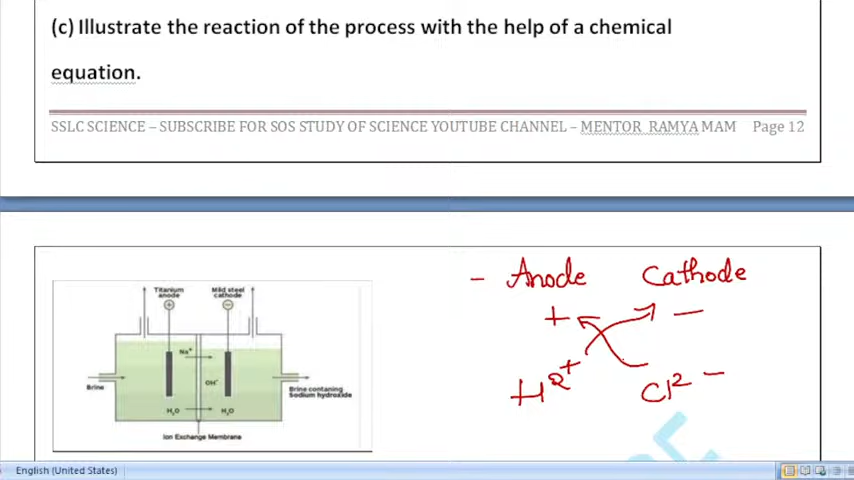 (c) Illustrate the reaction of the process with the help of a chemical
equation.
SSLC SCIENCE – SUBSCRIBE FOR SOS STUDY OF SCIENCE YOUTUBE CHANNEL – MENTOR RAMYA MAM Page 12
- Anode Cathode
+ -
H2+ Cl2 -
Titanium anode
Mild steel cathode
+ -
Na+
OH-
Brine
H2O H2O
Brine contaning Sodium hydroxide
Ion Exchange Membrane
English (United States)